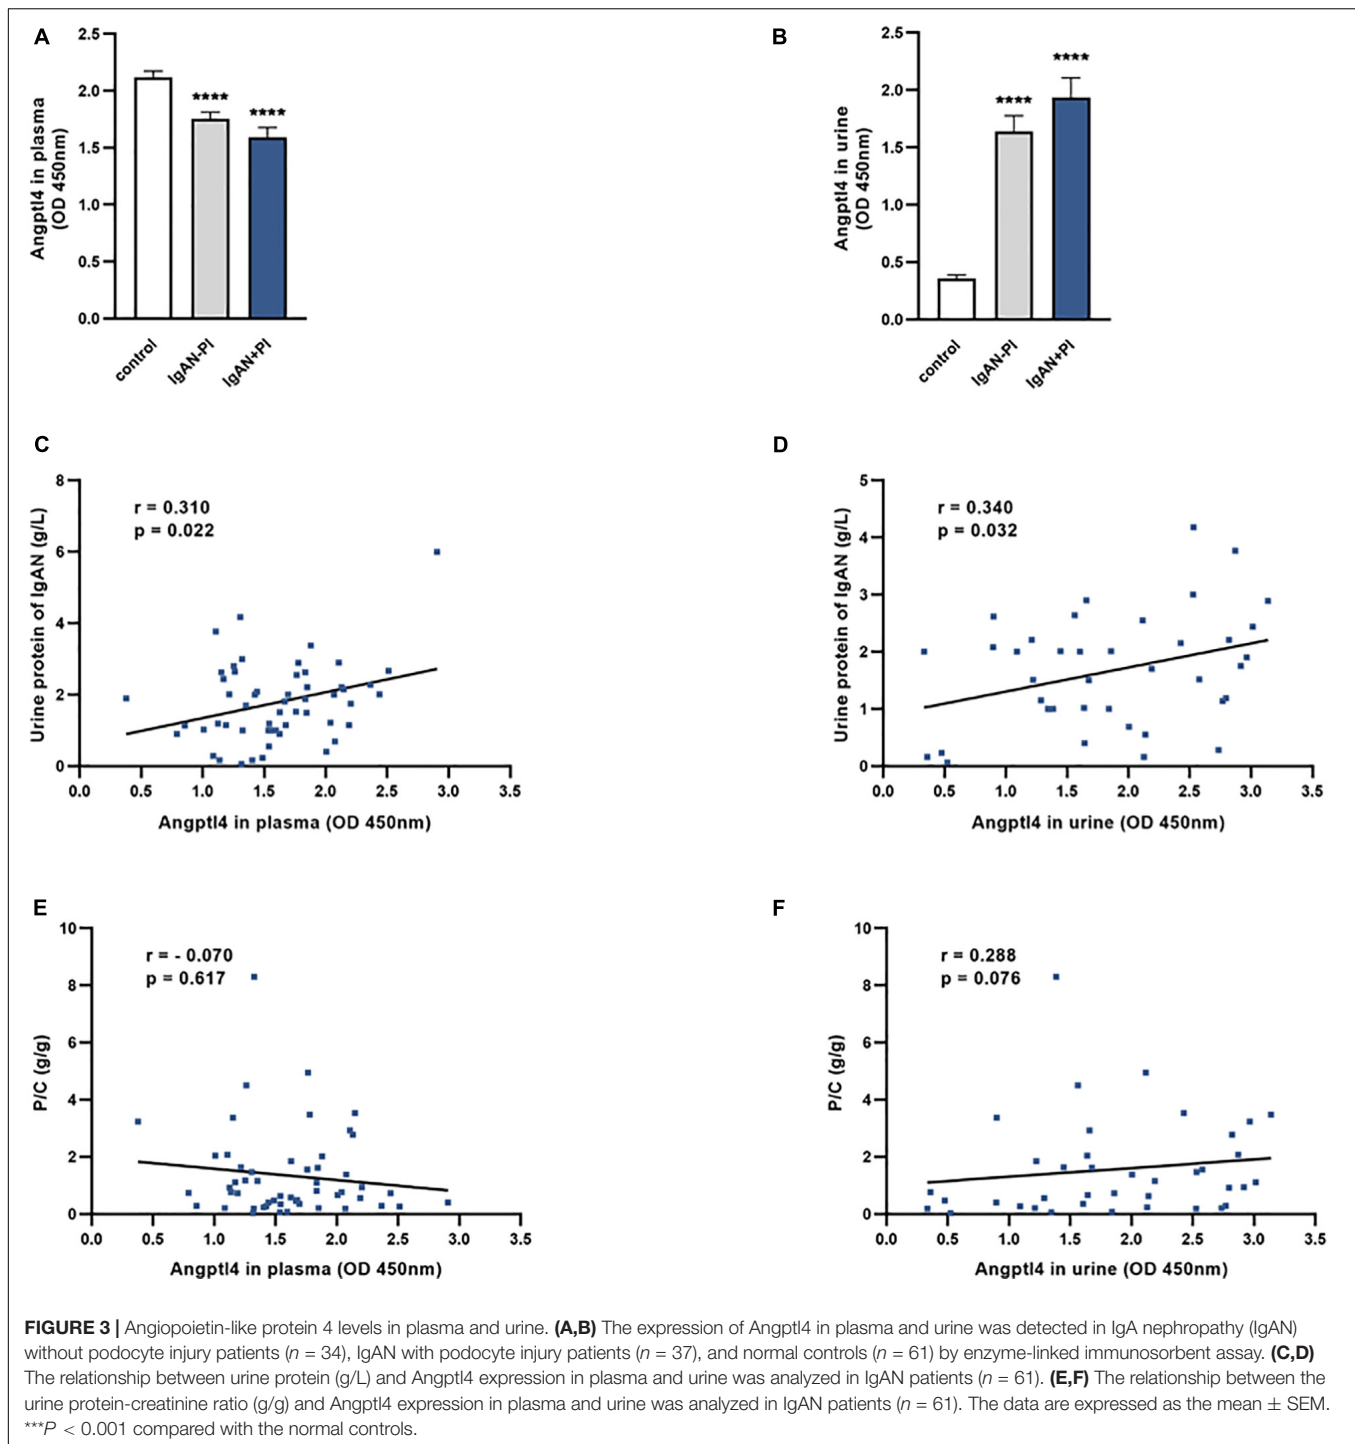 A
2.5
2.0
1.5
1.0
0.5
0.0
Angptl4 in plasma
(OD 450nm)
****
****
control
IgAN-PI
IgAN+PI
B
2.5
2.0
1.5
1.0
0.5
0.0
Angptl4 in urine
(OD 450nm)
****
****
control
IgAN-PI
IgAN+PI
C
8
6
4
2
0
Urine protein of IgAN (g/L)
r = 0.310
p = 0.022
0.0 0.5 1.0 1.5 2.0 2.5 3.0 3.5
Angptl4 in plasma (OD 450nm)
D
5
4
3
2
1
0
Urine protein of IgAN (g/L)
r = 0.340
p = 0.032
0.0 0.5 1.0 1.5 2.0 2.5 3.0 3.5
Angptl4 in urine (OD 450nm)
E
10
8
6
4
2
0
P/C (g/g)
r = - 0.070
p = 0.617
0.0 0.5 1.0 1.5 2.0 2.5 3.0 3.5
Angptl4 in plasma (OD 450nm)
F
10
8
6
4
2
0
P/C (g/g)
r = 0.288
p = 0.076
0.0 0.5 1.0 1.5 2.0 2.5 3.0 3.5
Angptl4 in urine (OD 450nm)
FIGURE 3 | Angiopoietin-like protein 4 levels in plasma and urine. (A,B) The expression of Angptl4 in plasma and urine was detected in IgA nephropathy (IgAN)
without podocyte injury patients (n = 34), IgAN with podocyte injury patients (n = 37), and normal controls (n = 61) by enzyme-linked immunosorbent assay. (C,D)
The relationship between urine protein (g/L) and Angptl4 expression in plasma and urine was analyzed in IgAN patients (n = 61). (E,F) The relationship between the
urine protein-creatinine ratio (g/g) and Angptl4 expression in plasma and urine was analyzed in IgAN patients (n = 61). The data are expressed as the mean ± SEM.
***P < 0.001 compared with the normal controls.